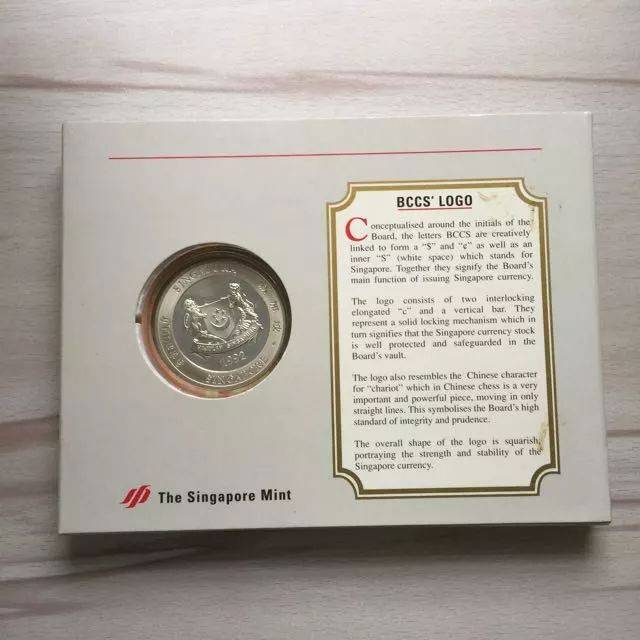 BCCS' LOGO
Conceptualised around the initials of the
Board, the letters BCCS are creatively
linked to form a "$" and "¢" as well as an
inner "S" (white space) which stands for
Singapore. Together they signify the Board's
main function of issuing Singapore currency.
The logo consists of two interlocking
elongated "c" and a vertical bar. They
represent a solid locking mechanism which in
turn signifies that the Singapore currency stock
is well protected and safeguarded in the
Board's vault.
The logo also resembles the Chinese character
for "chariot" which in Chinese chess is a very
important and powerful piece, moving in only
straight lines. This symbolises the Board's high
standard of integrity and prudence.
The overall shape of the logo is squarish,
portraying the strength and stability of the
Singapore currency.
SINGAPURA
1992
SINGAPORE
The Singapore Mint